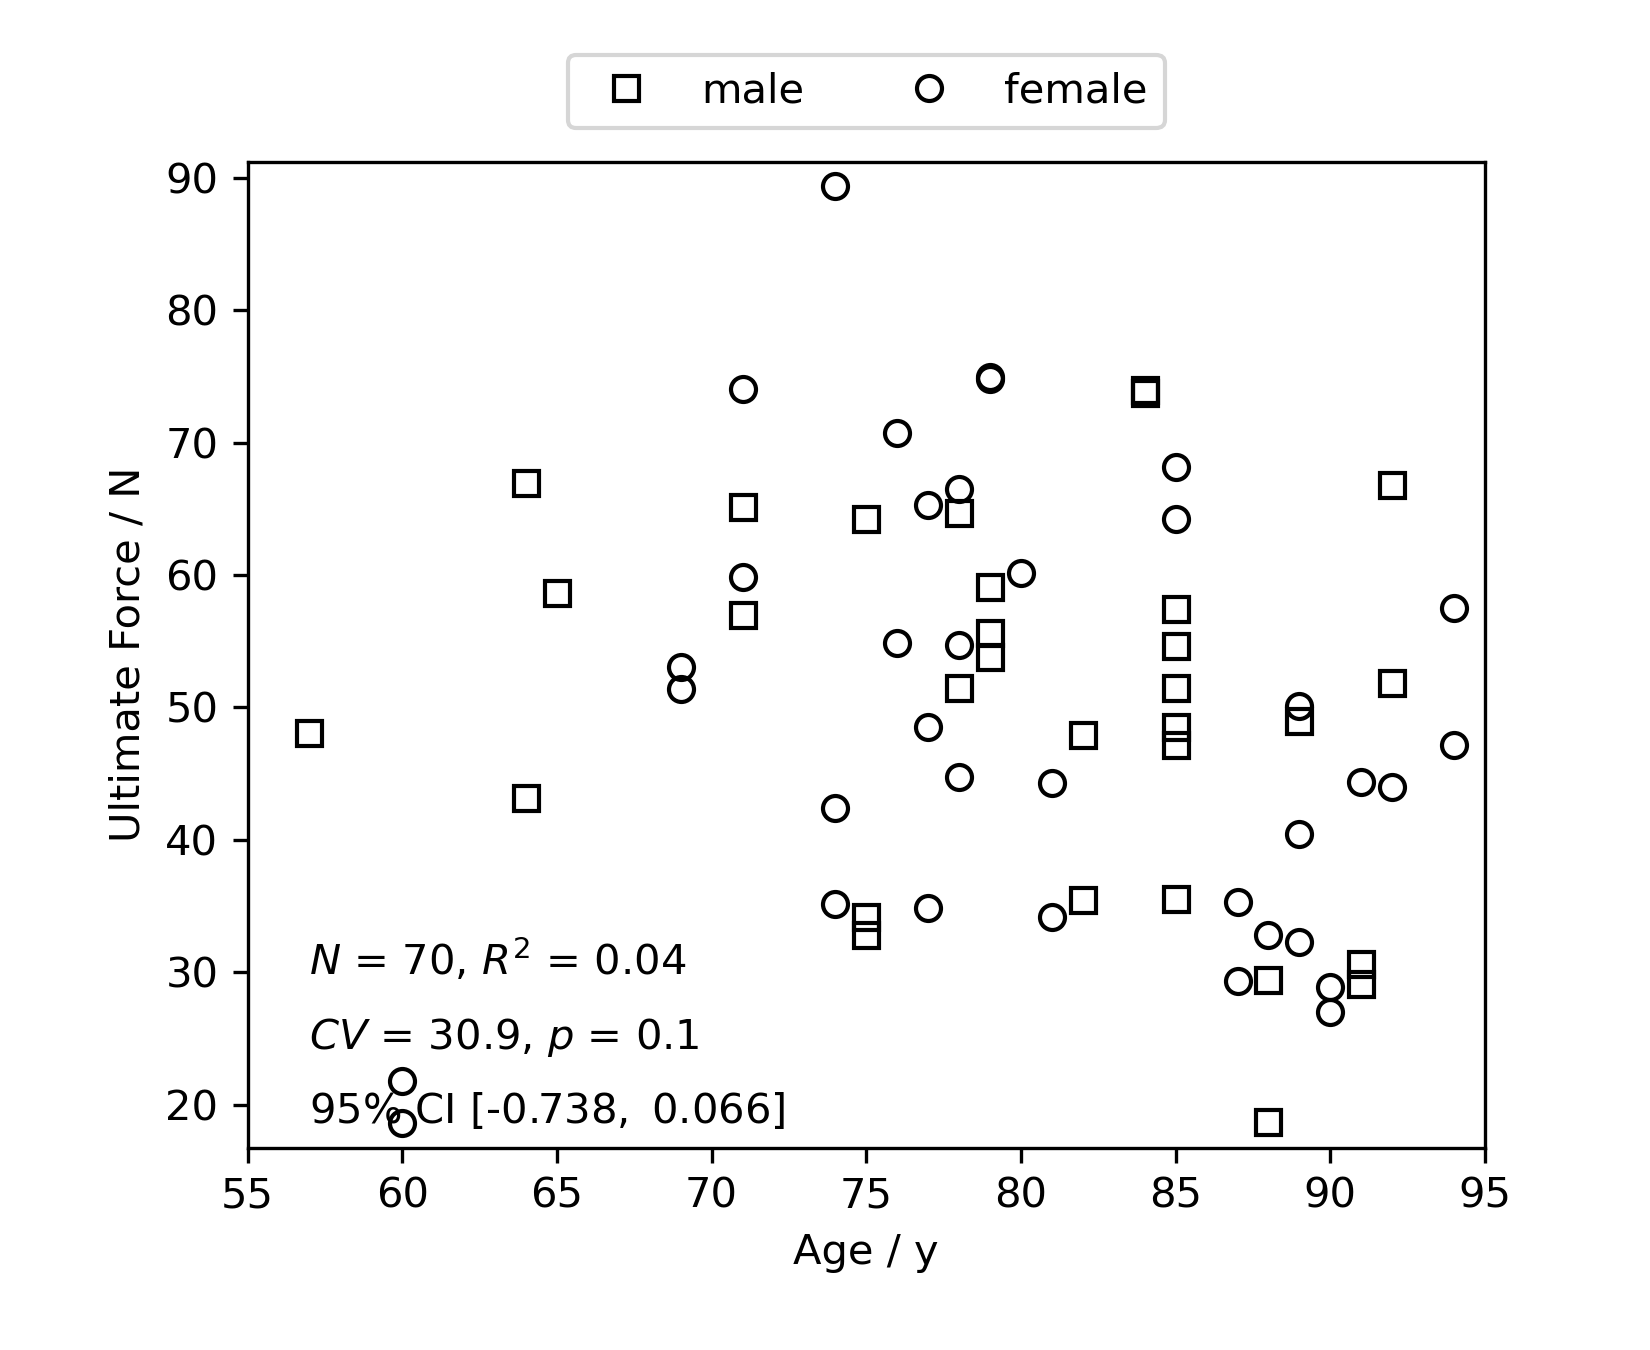 male female
90
80
70
60
50
40
30
20
Ultimate Force / N
N = 70, R² = 0.04
CV = 30.9, p = 0.1
95% CI [-0.738, 0.066]
55 60 65 70 75 80 85 90 95
Age / y